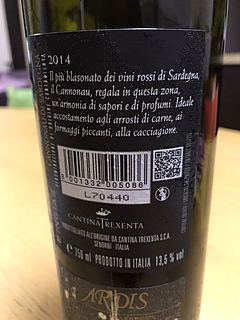 2014
Il più blasonato dei vini rossi di Sardegna,
il Cannonau, regala in questa zona,
un'armonia di sapori e di profumi. Ideale
accostamento agli arrosti di carne, ai
formaggi piccanti, alla cacciagione.
8 001332 005086
L70440
CANTINA TREXENTA
IMBOTTIGLIATO ALL'ORIGINE DA CANTINA TREXENTA S.C.A.
SENORBÌ - ITALIA
℮ 750 ml PRODOTTO IN ITALIA 13,5 % vol
ARDIS